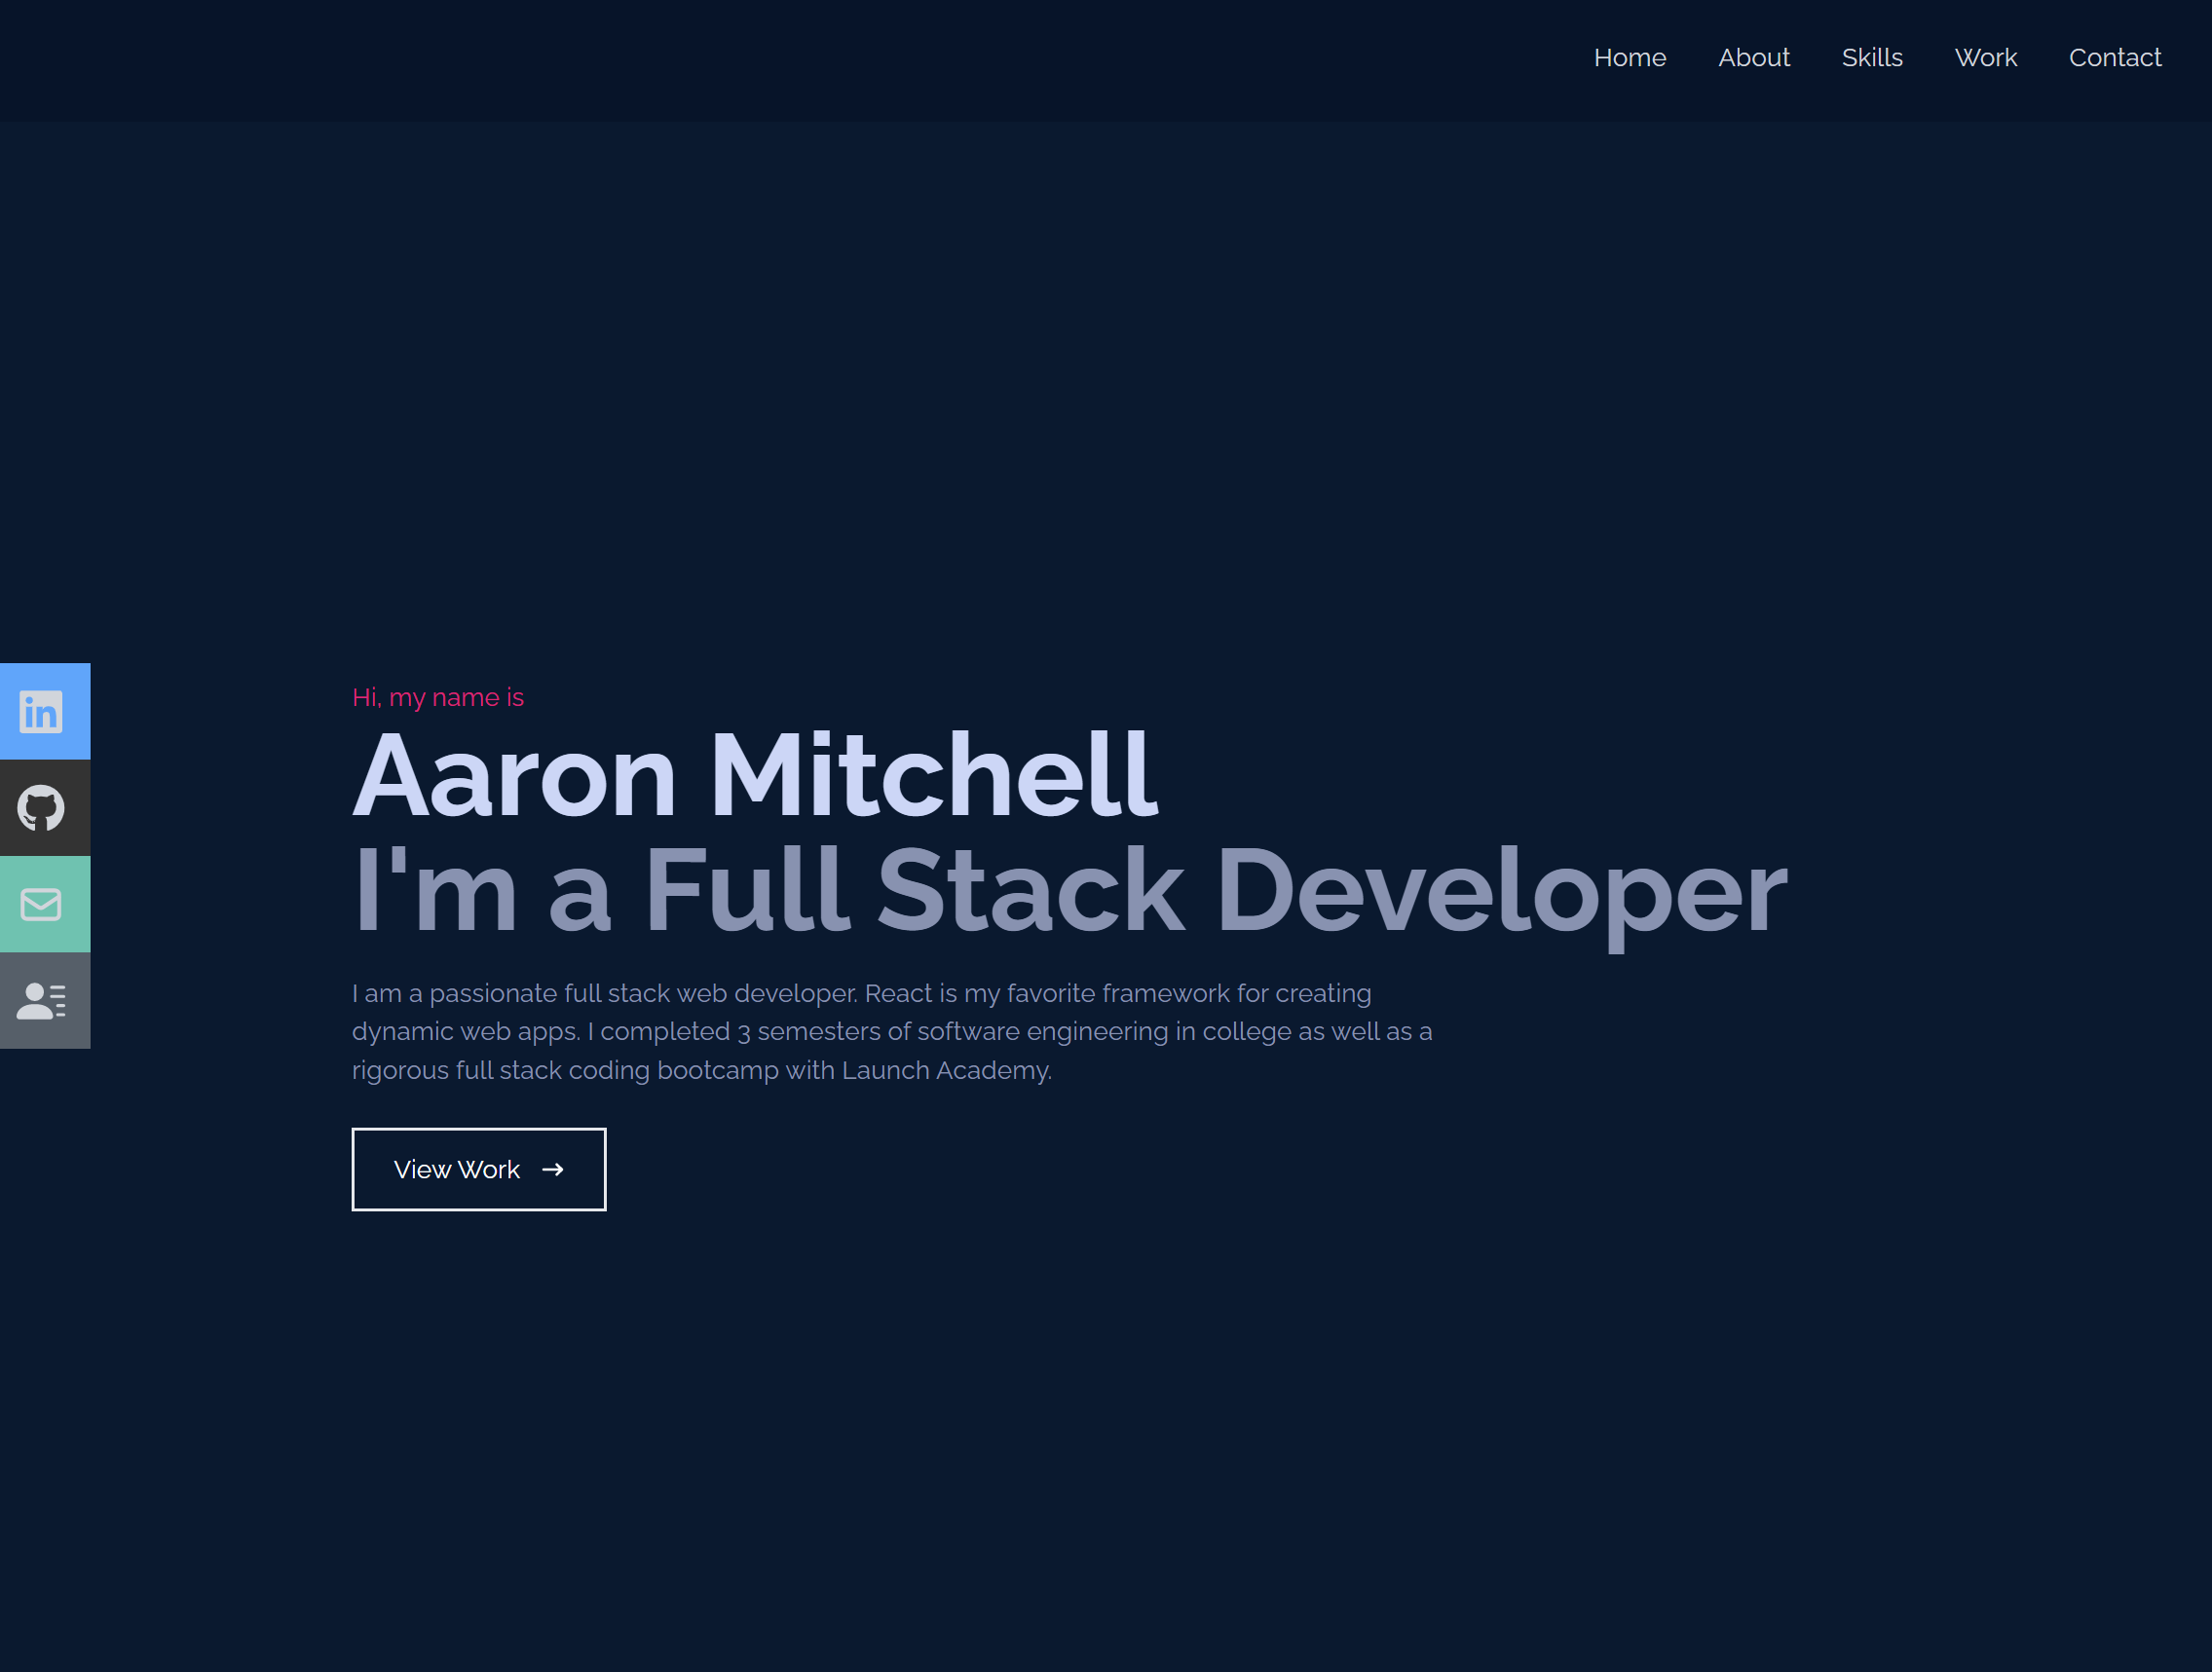 Home About Skills Work Contact
Hi, my name is
Aaron Mitchell
I'm a Full Stack Developer
I am a passionate full stack web developer. React is my favorite framework for creating
dynamic web apps. I completed 3 semesters of software engineering in college as well as a
rigorous full stack coding bootcamp with Launch Academy.
View Work